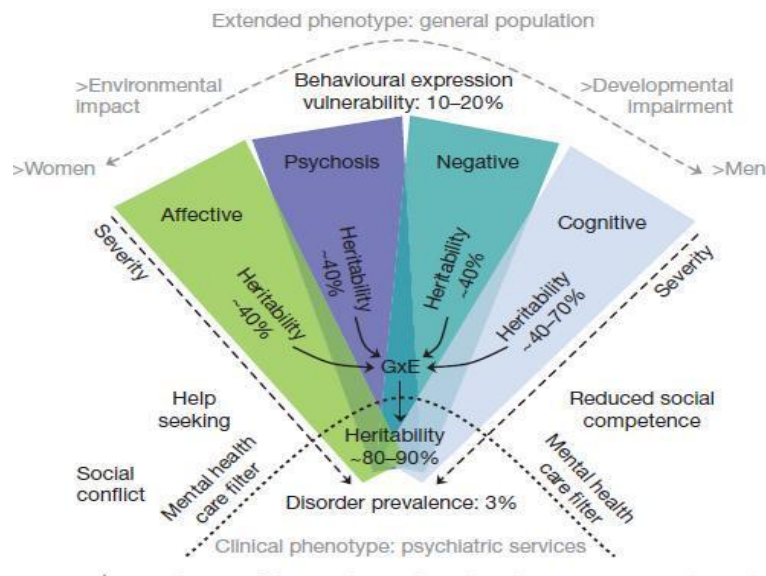 Extended phenotype: general population
>Environmental
impact
Behavioural expression
vulnerability: 10–20%
>Developmental
impairment
>Women
>Men
Affective
Psychosis
Negative
Cognitive
Severity
Severity
Heritability
~40%
Heritability
~40%
Heritability
~40%
Heritability
~40–70%
GxE
Help
seeking
Reduced social
competence
Heritability
~80–90%
Social
conflict
Mental health
care filter
Mental health
care filter
Disorder prevalence: 3%
Clinical phenotype: psychiatric services